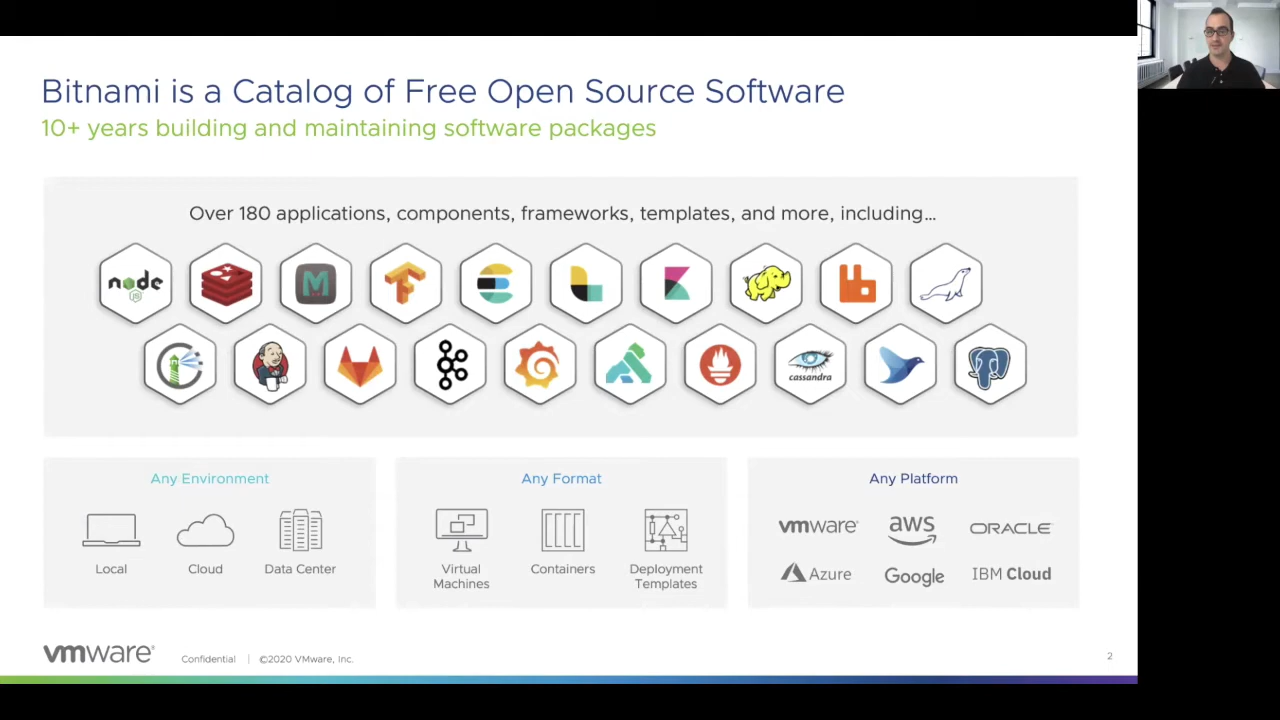 Bitnami is a Catalog of Free Open Source Software
10+ years building and maintaining software packages
Over 180 applications, components, frameworks, templates, and more, including...
node
JS
M
cassandra
Any Environment
Local
Cloud
Data Center
Any Format
Virtual
Machines
Containers
Deployment
Templates
Any Platform
vmware®
aws
ORACLE
Azure
Google
IBM Cloud
vmware®
Confidential | ©2020 VMware, Inc.
2